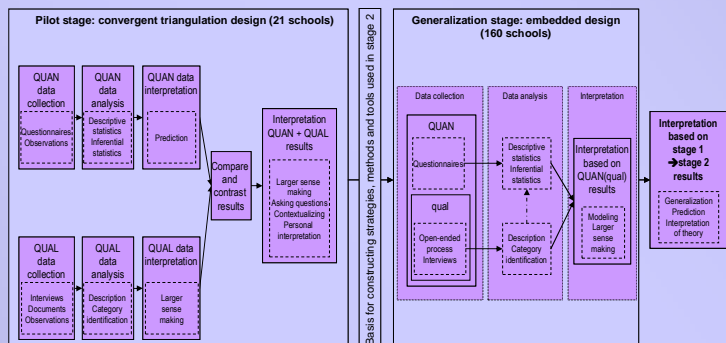 Pilot stage: convergent triangulation design (21 schools)
QUAN
data
collection
Questionnaires
Observations
QUAN
data
analysis
Descriptive
statistics
Inferential
statistics
QUAN data
interpretation
Prediction
QUAL
data
collection
Interviews
Documents
Observations
QUAL
data
analysis
Description
Category
identification
QUAL data
interpretation
Larger
sense
making
Compare
and
contrast
results
Interpretation
QUAN + QUAL
results
Larger sense
making
Asking questions
Contextualizing
Personal
interpretation
Basis for constructing strategies, methods and tools used in stage 2
Generalization stage: embedded design
(160 schools)
Data collection
QUAN
Questionnaires
qual
Open-ended
process
Interviews
Data analysis
Descriptive
statistics
Inferential
statistics
Description
Category
identification
Interpretation
Interpretation
based on
QUAN(qual)
results
Modeling
Larger
sense
making
Interpretation
based on
stage 1
➔stage 2
results
Generalization
Prediction
Interpretation
of theory